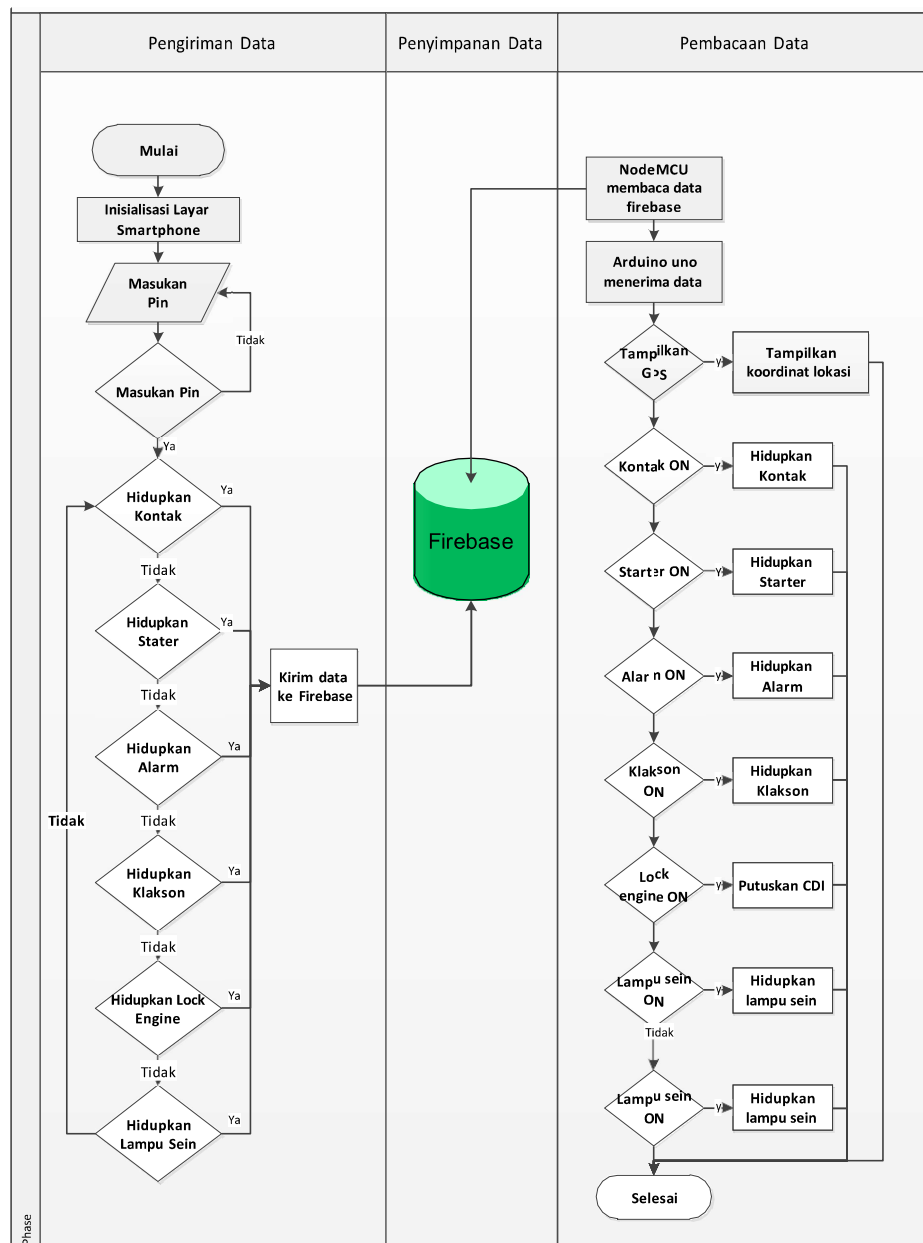 Pengiriman Data
Penyimpanan Data
Pembacaan Data
Mulai
Inisialisasi Layar
Smartphone
Masukan
Pin
Tidak
Masukan Pin
Ya
Hidupkan
Kontak
Ya
Tidak
Hidupkan
Stater
Ya
Tidak
Hidupkan
Alarm
Ya
Tidak
Tidak
Hidupkan
Klakson
Ya
Tidak
Hidupkan Lock
Engine
Ya
Tidak
Hidupkan
Lampu Sein
Ya
Kirim data
ke Firebase
Firebase
NodeMCU
membaca data
firebase
Arduino uno
menerima data
Tampilkan
GPS
y
Tampilkan
koordinat lokasi
Kontak ON
y
Hidupkan
Kontak
Starter ON
y
Hidupkan
Starter
Alarm ON
y
Hidupkan
Alarm
Klakson
ON
y
Hidupkan
Klakson
Lock
engine ON
y
Putuskan CDI
Lampu sein
ON
y
Hidupkan
lampu sein
Tidak
Lampu sein
ON
y
Hidupkan
lampu sein
Selesai
Phase